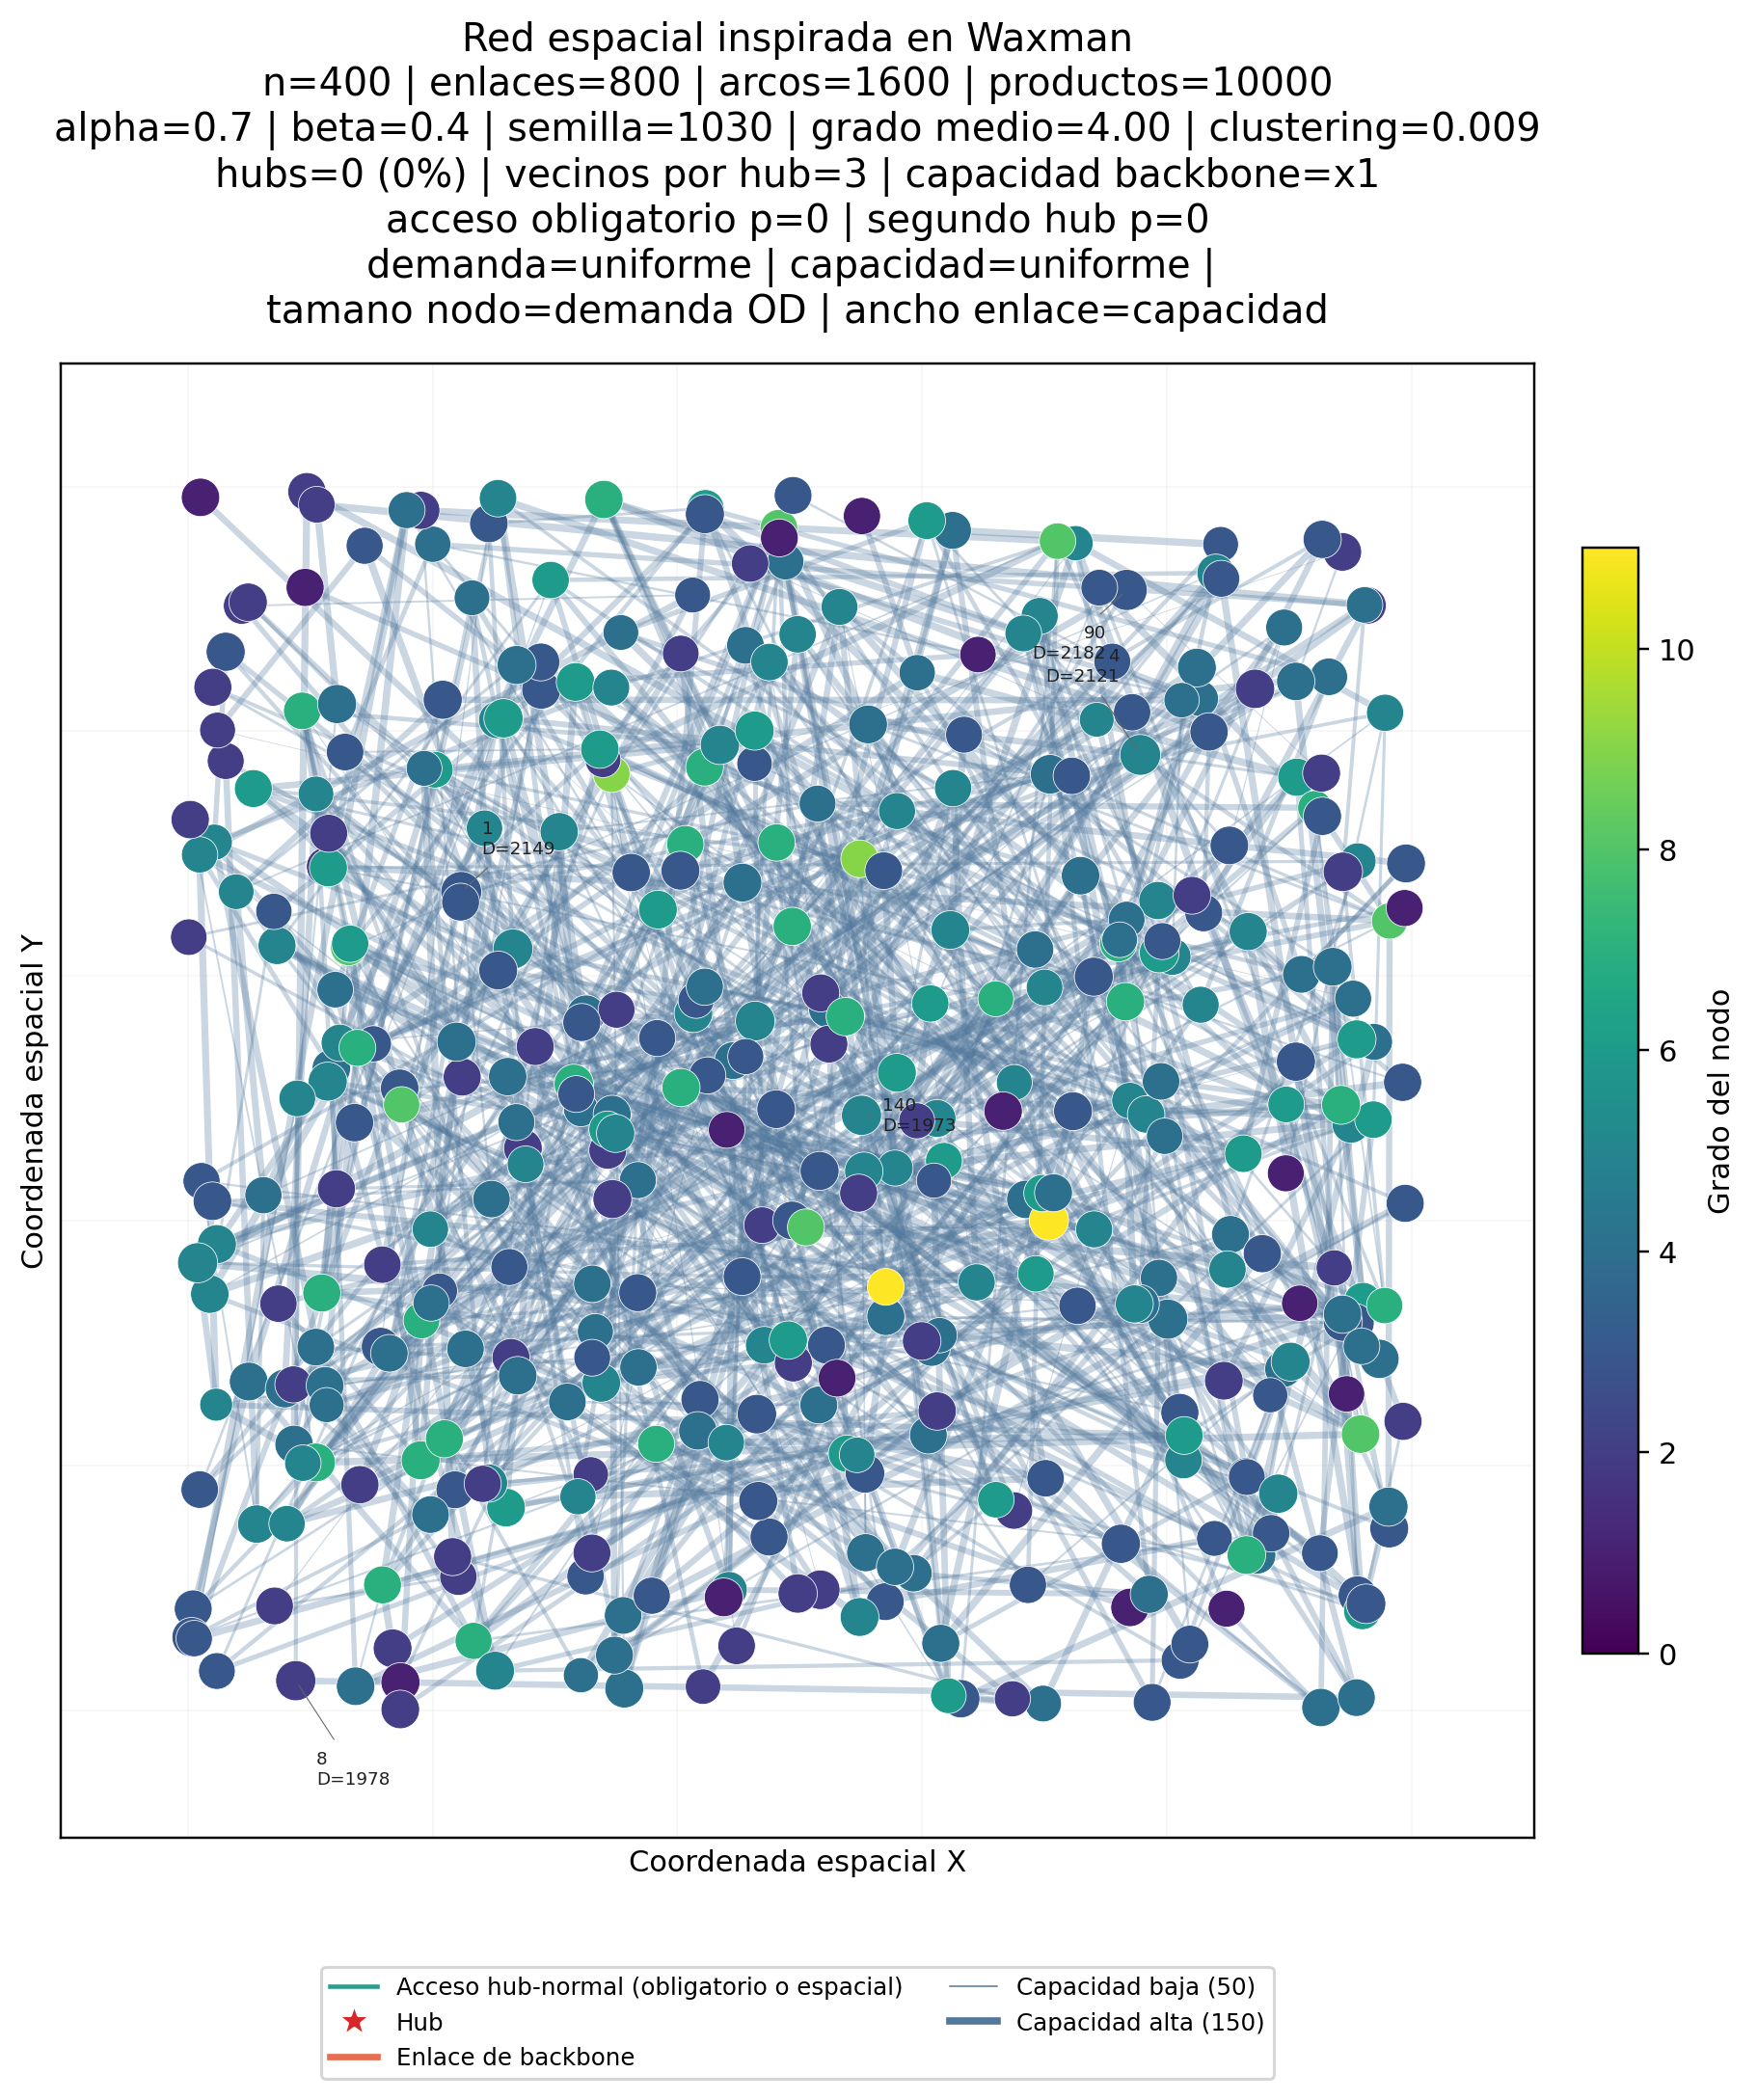 Red espacial inspirada en Waxman
n=400 | enlaces=800 | arcos=1600 | productos=10000
alpha=0.7 | beta=0.4 | semilla=1030 | grado medio=4.00 | clustering=0.009
hubs=0 (0%) | vecinos por hub=3 | capacidad backbone=x1
acceso obligatorio p=0 | segundo hub p=0
demanda=uniforme | capacidad=uniforme |
tamano nodo=demanda OD | ancho enlace=capacidad
90
D=2182
4
D=2121
1
D=2149
140
D=1973
8
D=1978
Coordenada espacial Y
Coordenada espacial X
10
8
6
4
2
0
Grado del nodo
Acceso hub-normal (obligatorio o espacial)
Hub
Enlace de backbone
Capacidad baja (50)
Capacidad alta (150)